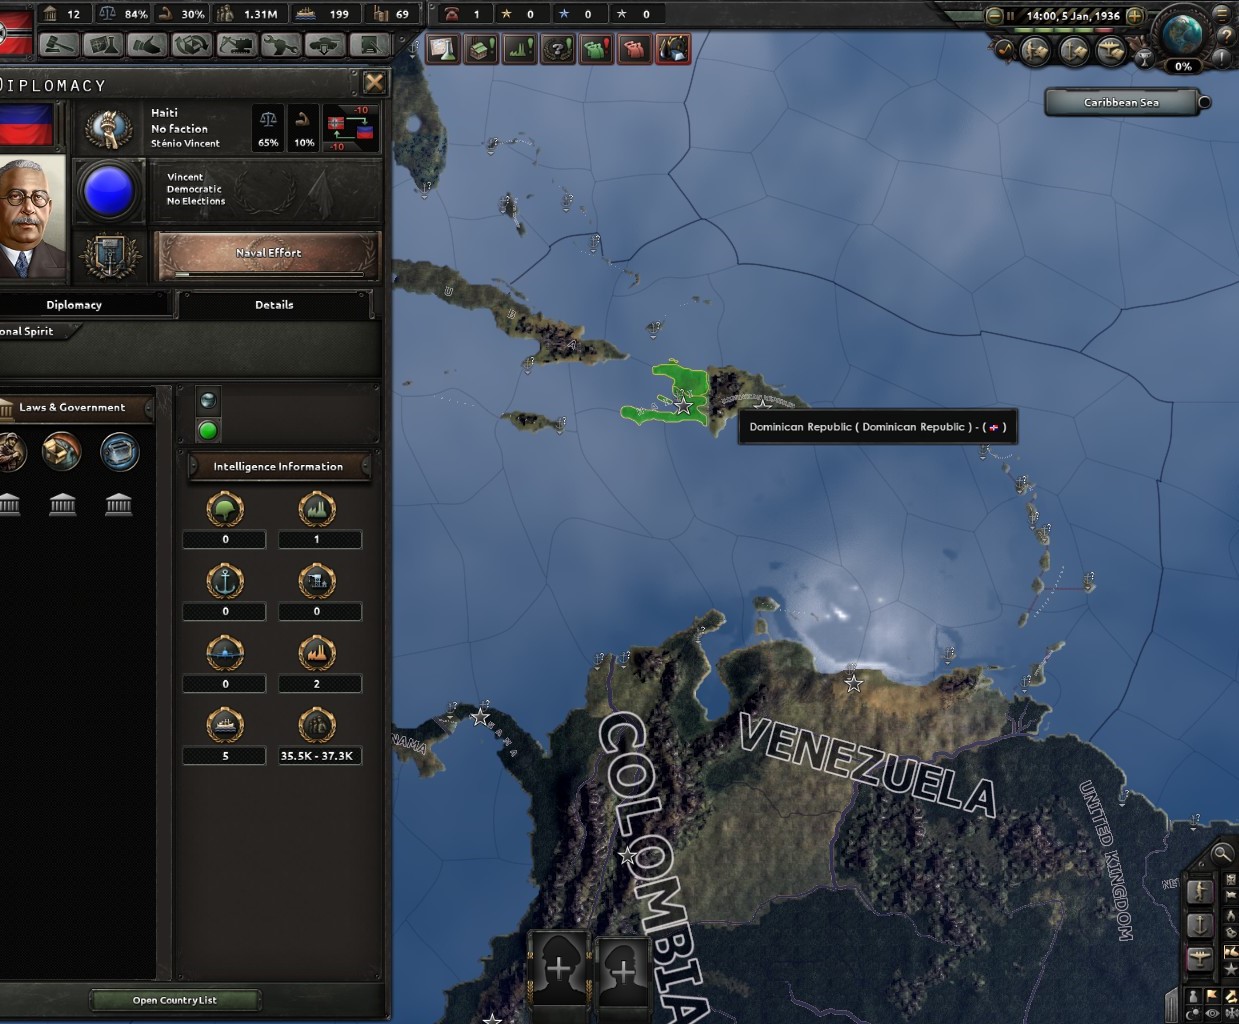 12 84% 30% 1.31M 199 69 1 0 0 0 14:00, 5 Jan, 1936
0%
DIPLOMACY
Caribbean Sea
Haiti
No faction
Sténio Vincent
65% 10% -10
-10
Vincent
Democratic
No Elections
Naval Effort
Diplomacy Details
onal Spirit
Laws & Government
Intelligence Information
0 1
0 0
0 2
5 35.5K - 37.3K
Open Country List
Dominican Republic ( Dominican Republic ) - ( )
VENEZUELA
COLOMBIA
UNITED KINGDOM
NAMA